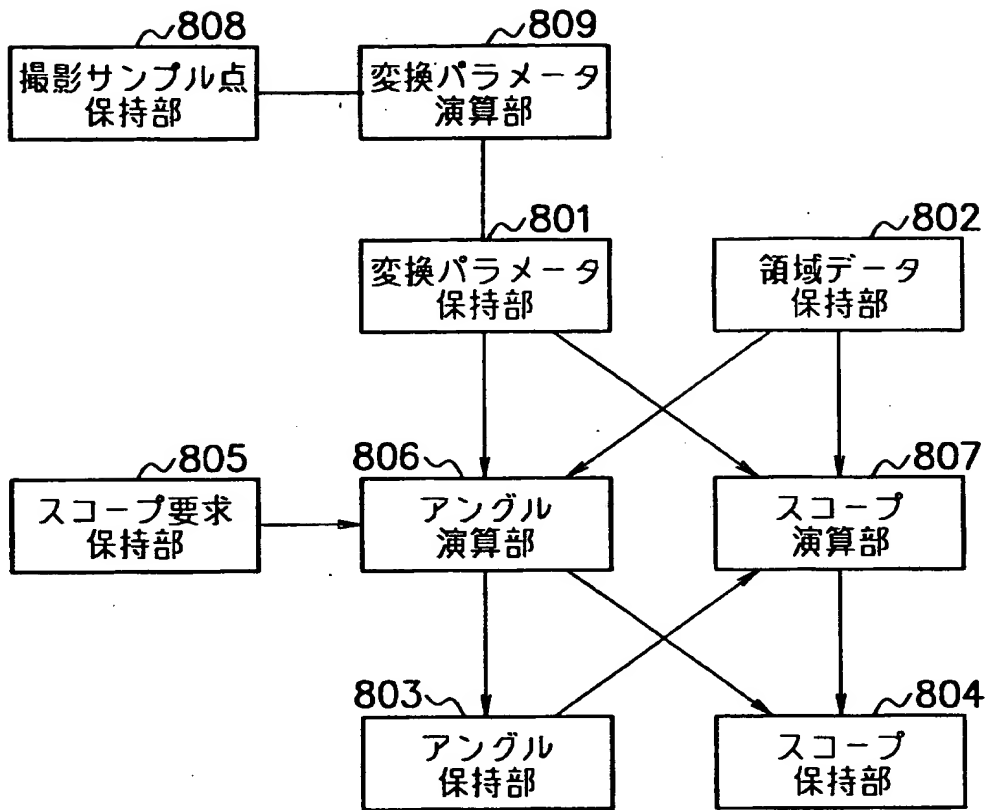 808
撮影サンプル点
保持部
809
変換パラメータ
演算部
801
変換パラメータ
保持部
802
領域データ
保持部
805
スコープ要求
保持部
806
アングル
演算部
807
スコープ
演算部
803
アングル
保持部
804
スコープ
保持部